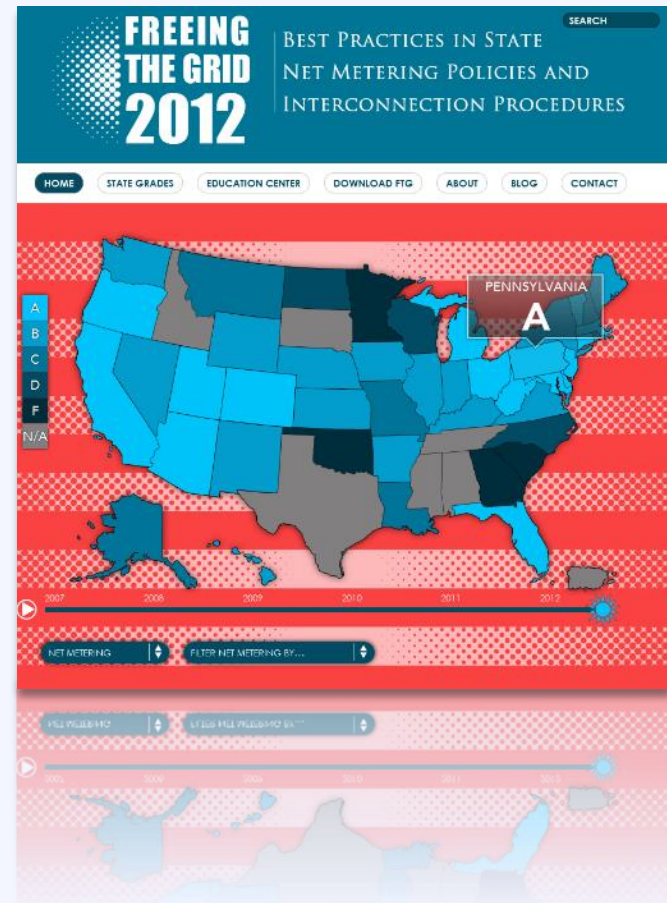 FREEING
THE GRID
2012
BEST PRACTICES IN STATE
NET METERING POLICIES AND
INTERCONNECTION PROCEDURES
SEARCH
HOME STATE GRADES EDUCATION CENTER DOWNLOAD FTG ABOUT BLOG CONTACT
PENNSYLVANIA
A
A
B
C
D
F
N/A
2007 2008 2009 2010 2011 2012
NET METERING FILTER NET METERING BY...